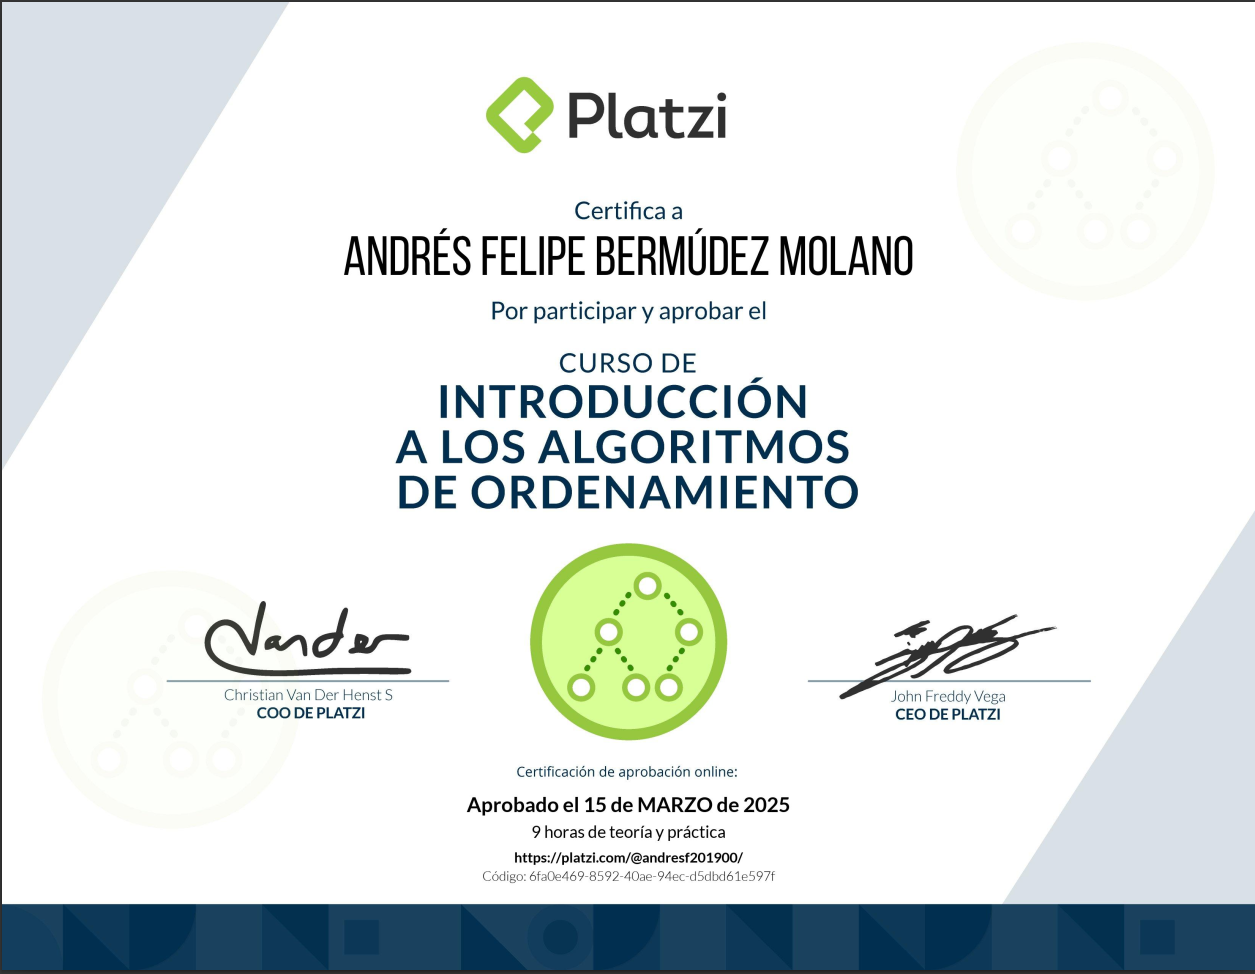 Platzi
Certifica a
ANDRÉS FELIPE BERMÚDEZ MOLANO
Por participar y aprobar el
CURSO DE
INTRODUCCIÓN
A LOS ALGORITMOS
DE ORDENAMIENTO
Vander
Christian Van Der Henst S
COO DE PLATZI
John Freddy Vega
CEO DE PLATZI
Certificación de aprobación online:
Aprobado el 15 de MARZO de 2025
9 horas de teoría y práctica
https://platzi.com/@andresf201900/
Código: 6fa0e469-8592-40ae-94ec-d5dbd61e597f